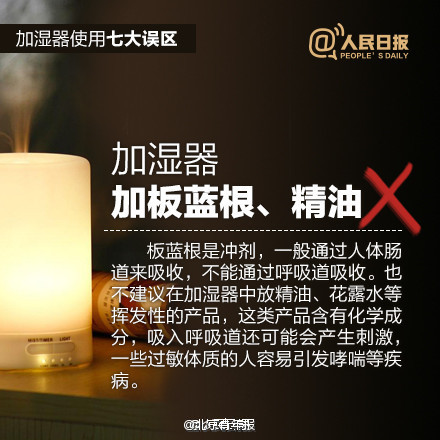 加湿器使用七大误区
@人民日报
PEOPLE'S DAILY
加湿器
加板蓝根、精油
板蓝根是冲剂，一般通过人体肠
道来吸收，不能通过呼吸道吸收。也
不建议在加湿器中放精油、花露水等
挥发性的产品，这类产品含有化学成
分，吸入呼吸道还可能会产生刺激，
一些过敏体质的人容易引发哮喘等疾
病。
MIST/TIMER LIGHT